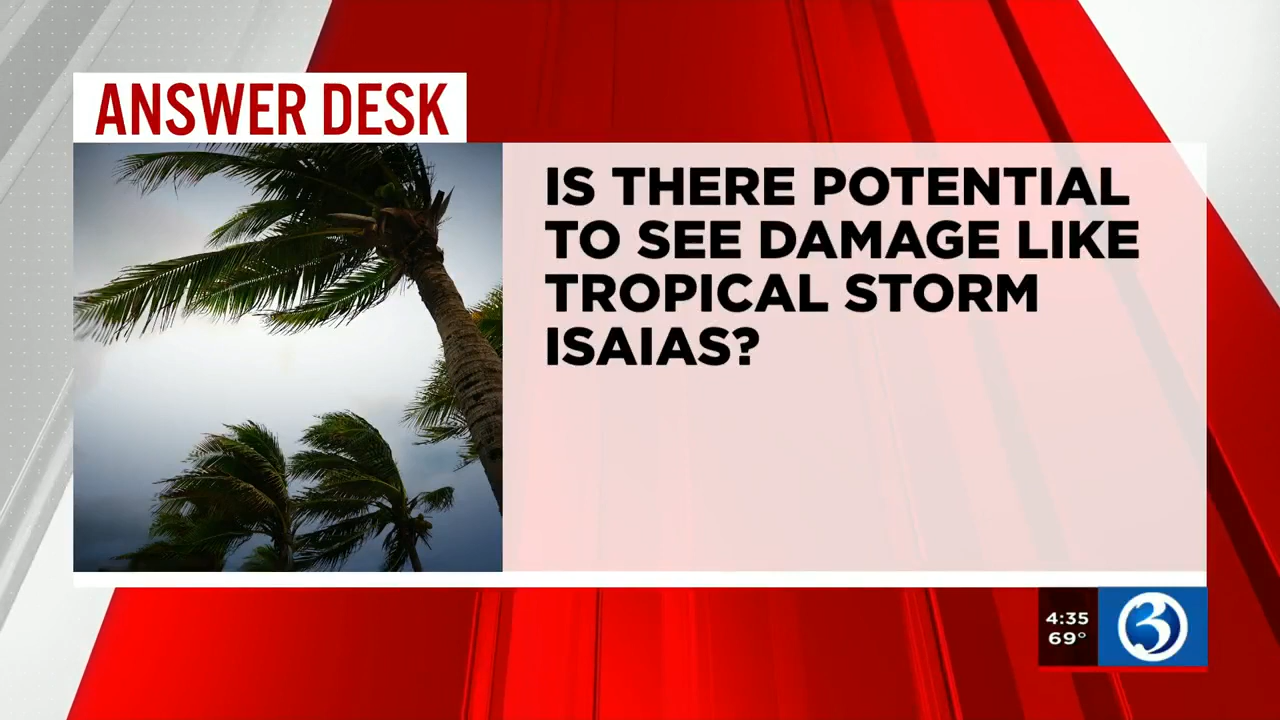 ANSWER DESK
IS THERE POTENTIAL
TO SEE DAMAGE LIKE
TROPICAL STORM
ISAIAS?
4:35
69°
3